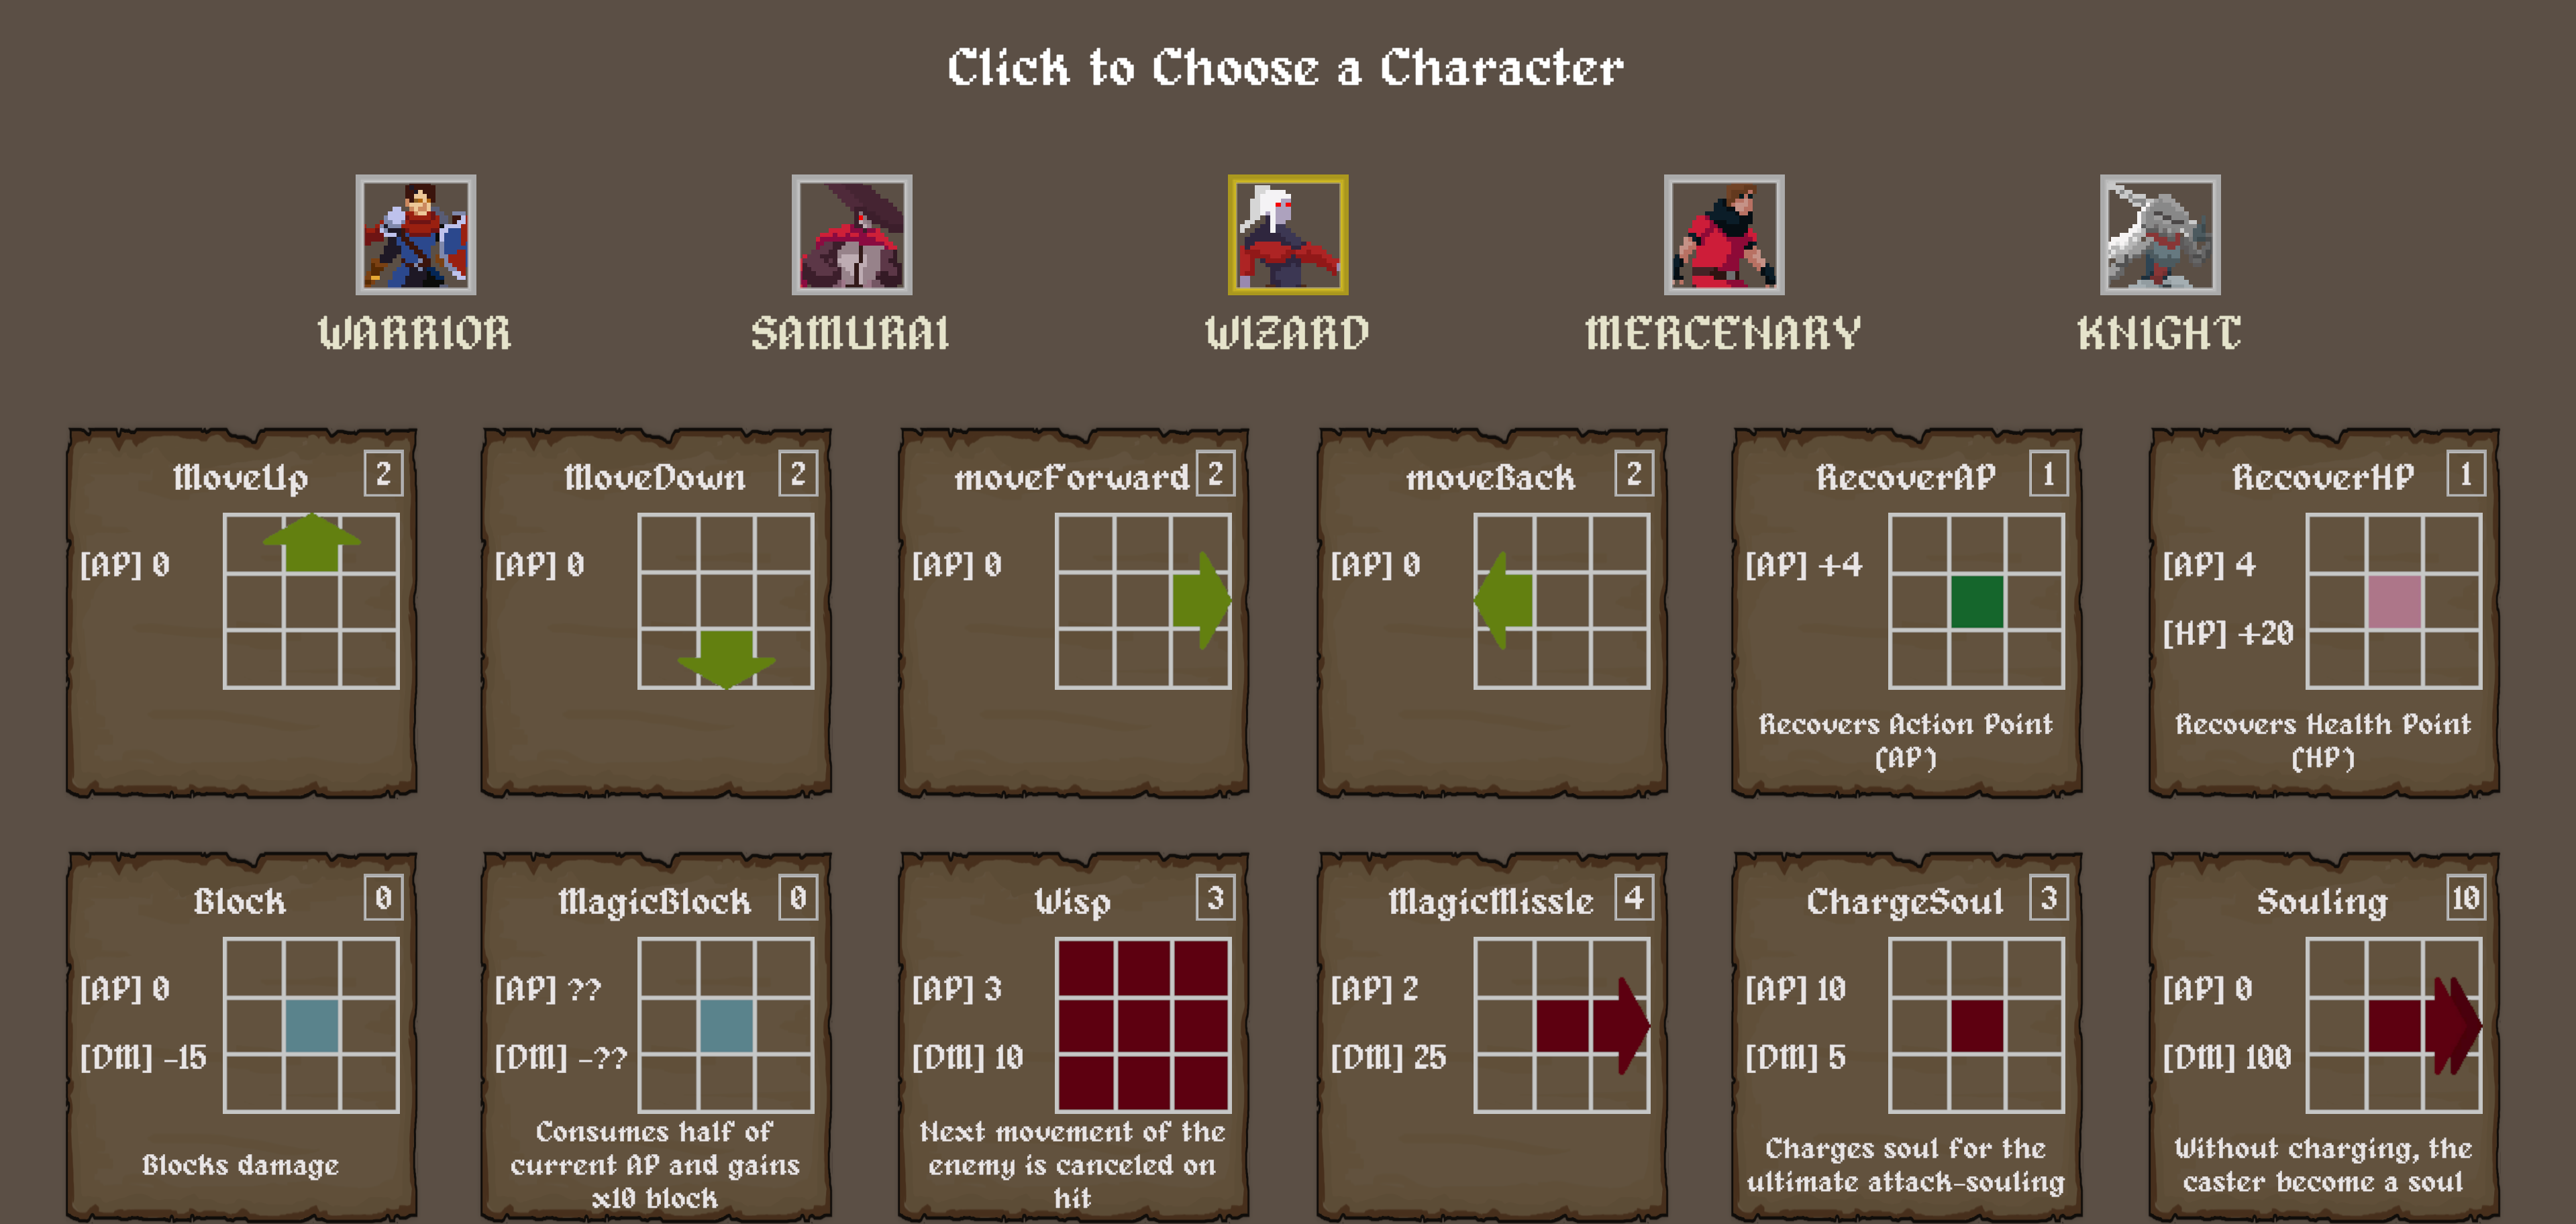 Click to Choose a Character
WARRIOR
SAMURAI
WIZARD
MERCENARY
KNIGHT
MoveUp 2
[AP] 0
MoveDown 2
[AP] 0
moveForward 2
[AP] 0
moveBack 2
[AP] 0
RecoverAP 1
[AP] +4
Recovers Action Point
(AP)
RecoverHP 1
[AP] 4
[HP] +20
Recovers Health Point
(HP)
Block 0
[AP] 0
[DM] -15
Blocks damage
MagicBlock 0
[AP] ??
[DM] -??
Consumes half of
current AP and gains
x10 block
Wisp 3
[AP] 3
[DM] 10
Next movement of the
enemy is canceled on
hit
MagicMissle 4
[AP] 2
[DM] 25
ChargeSoul 3
[AP] 10
[DM] 5
Charges soul for the
ultimate attack-souling
Souling 10
[AP] 0
[DM] 100
Without charging, the
caster become a soul